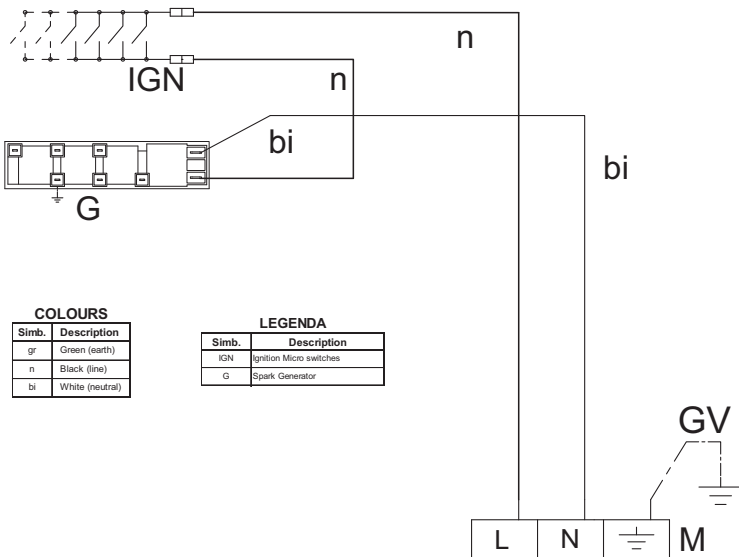 n
IGN
n
bi
bi
G
COLOURS
Simb. Description
gr Green (earth)
n Black (line)
bi White (neutral)
LEGENDA
Simb. Description
IGN Ignition Micro switches
G Spark Generator
GV
L N M